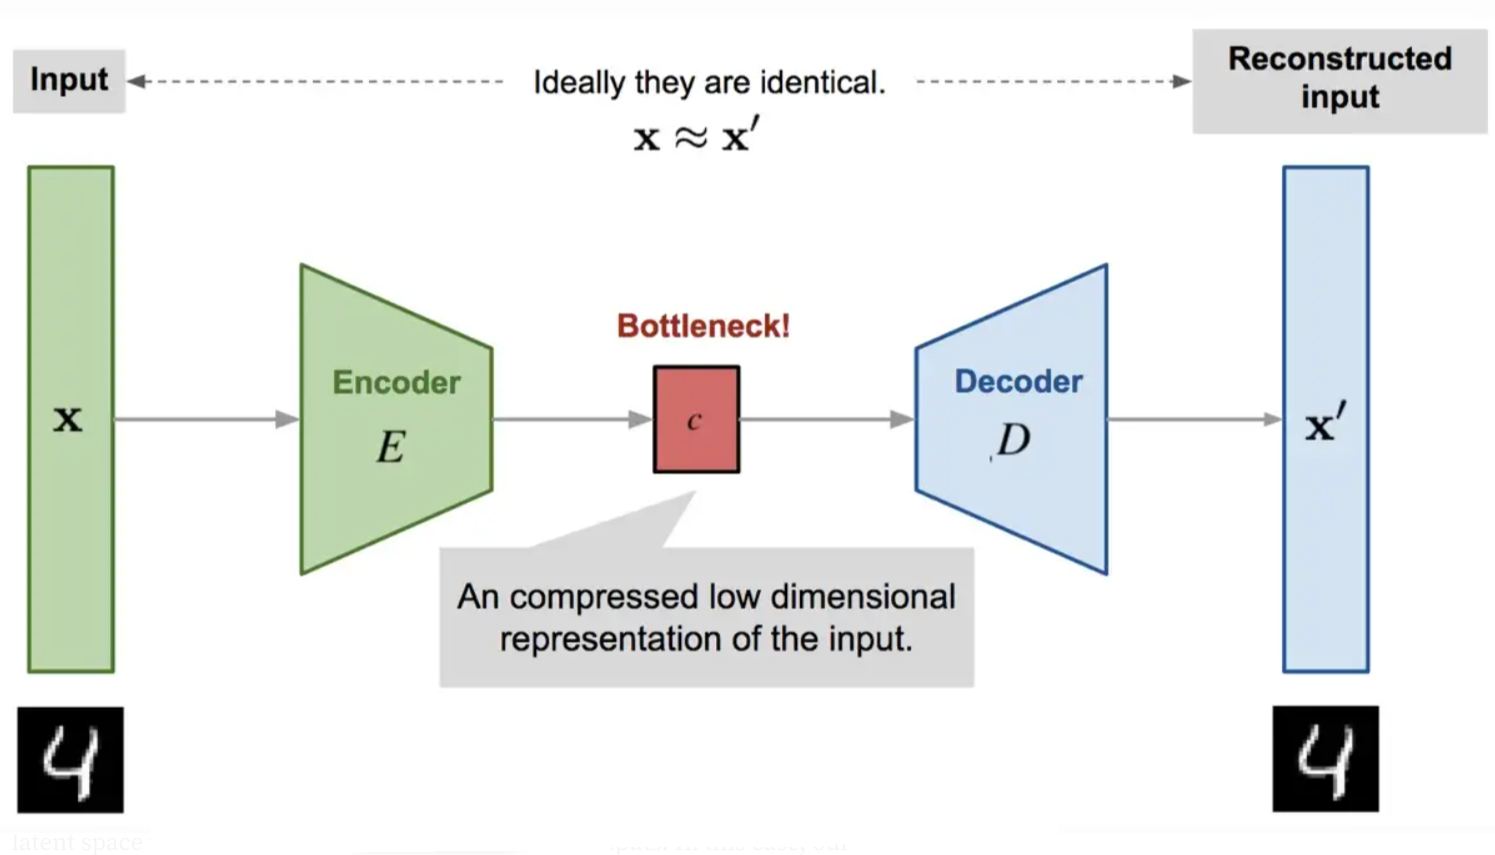 Input
Ideally they are identical.
x ≈ x′
Reconstructed
input
x
Encoder
E
Bottleneck!
c
Decoder
D
x′
An compressed low dimensional
representation of the input.
4
4
latent space